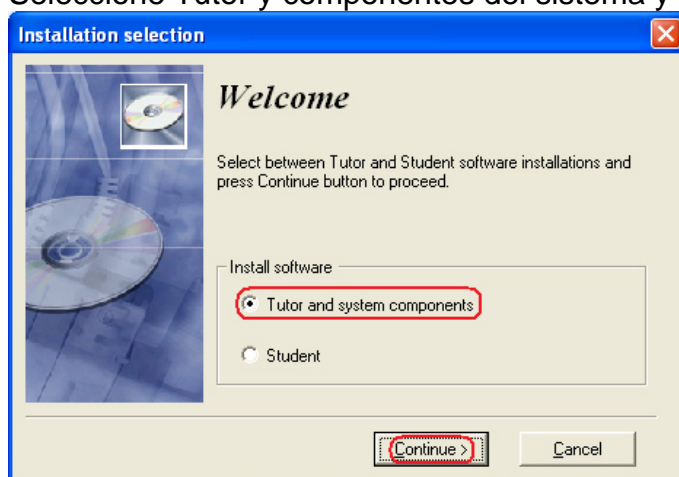 Seleccione Tutor y componentes del sistema y
Installation selection
Welcome
Select between Tutor and Student software installations and
press Continue button to proceed.
Install software
Tutor and system components
Student
Continue >
Cancel